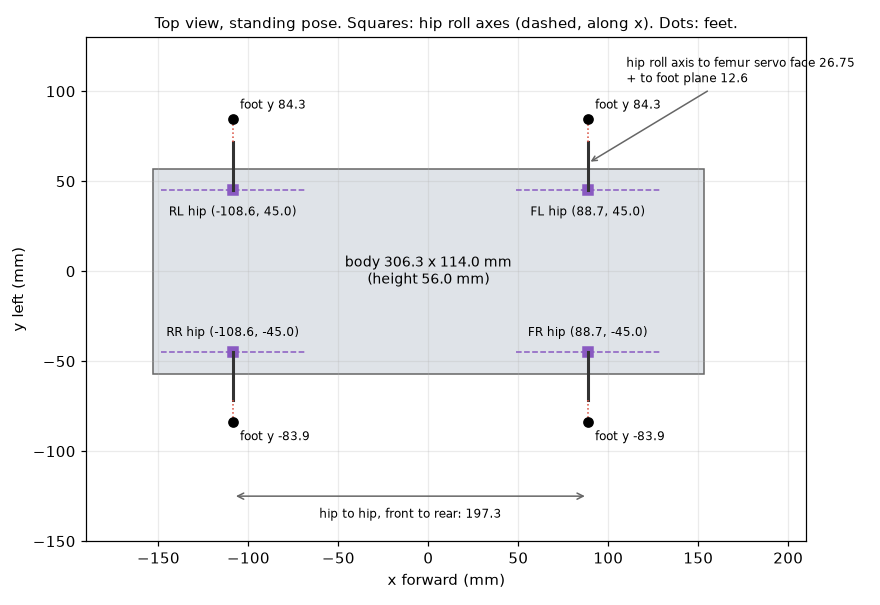 Top view, standing pose. Squares: hip roll axes (dashed, along x). Dots: feet.
hip roll axis to femur servo face 26.75
+ to foot plane 12.6
foot y 84.3
foot y 84.3
RL hip (-108.6, 45.0)
FL hip (88.7, 45.0)
body 306.3 x 114.0 mm
(height 56.0 mm)
RR hip (-108.6, -45.0)
FR hip (88.7, -45.0)
foot y -83.9
foot y -83.9
hip to hip, front to rear: 197.3
y left (mm)
100
50
0
−50
−100
−150
−150
−100
−50
0
50
100
150
200
x forward (mm)